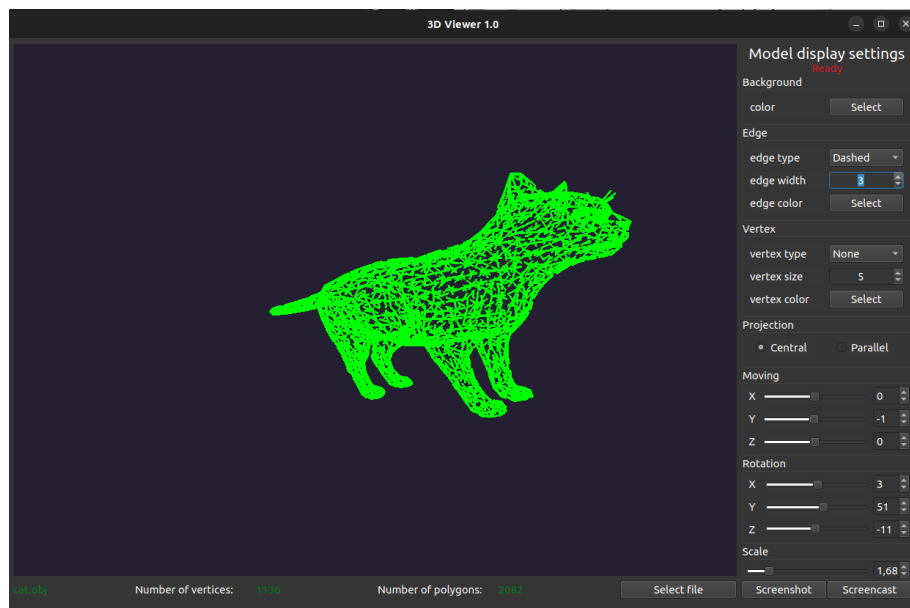 3D Viewer 1.0
Model display settings
Ready
Background
color Select
Edge
edge type Dashed
edge width 3
edge color Select
Vertex
vertex type None
vertex size 5
vertex color Select
Projection
Central Parallel
Moving
X 0
Y -1
Z 0
Rotation
X 3
Y 51
Z -11
Scale
1,68
cat.obj Number of vertices: 1136 Number of polygons: 2082 Select file Screenshot Screencast